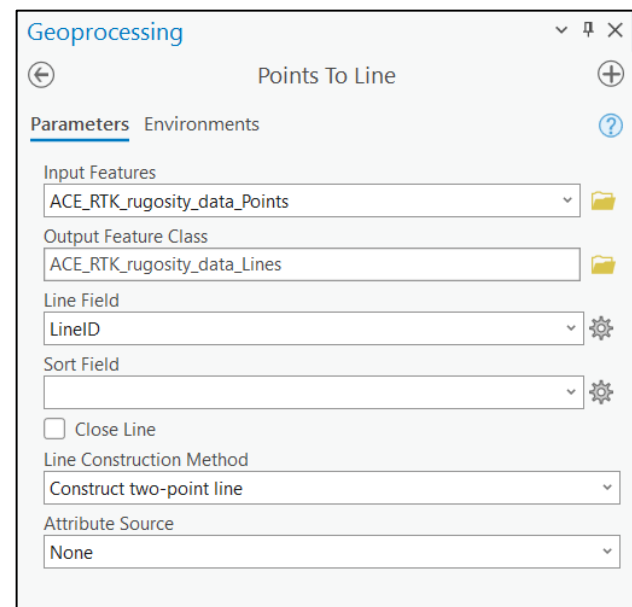 Geoprocessing
Points To Line
Parameters Environments
Input Features
ACE_RTK_rugosity_data_Points
Output Feature Class
ACE_RTK_rugosity_data_Lines
Line Field
LineID
Sort Field
Close Line
Line Construction Method
Construct two-point line
Attribute Source
None